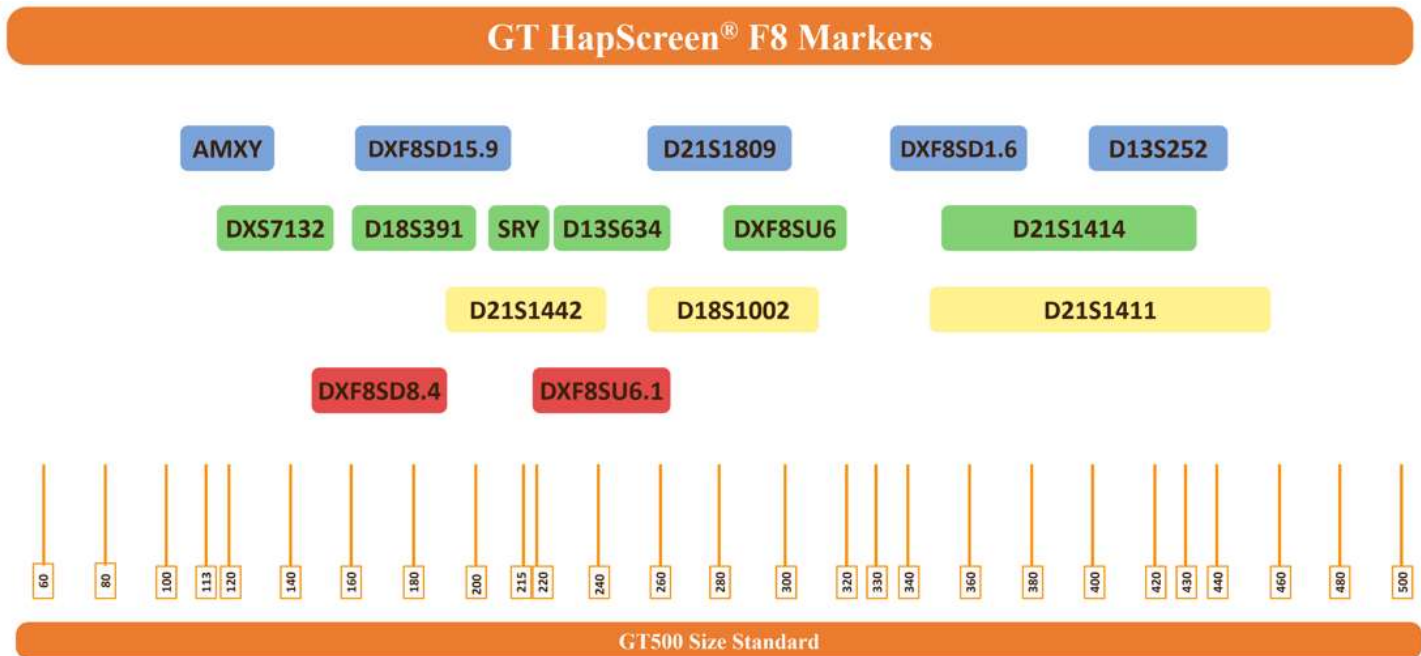 GT HapScreen® F8 Markers
AMXY DXF8SD15.9 D21S1809 DXF8SD1.6 D13S252
DXS7132 D18S391 SRY D13S634 DXF8SU6 D21S1414
D21S1442 D18S1002 D21S1411
DXF8SD8.4 DXF8SU6.1
60 80 100 113 120 140 160 180 200 215 220 240 260 280 300 320 330 340 360 380 400 420 430 440 460 480 500
GT500 Size Standard